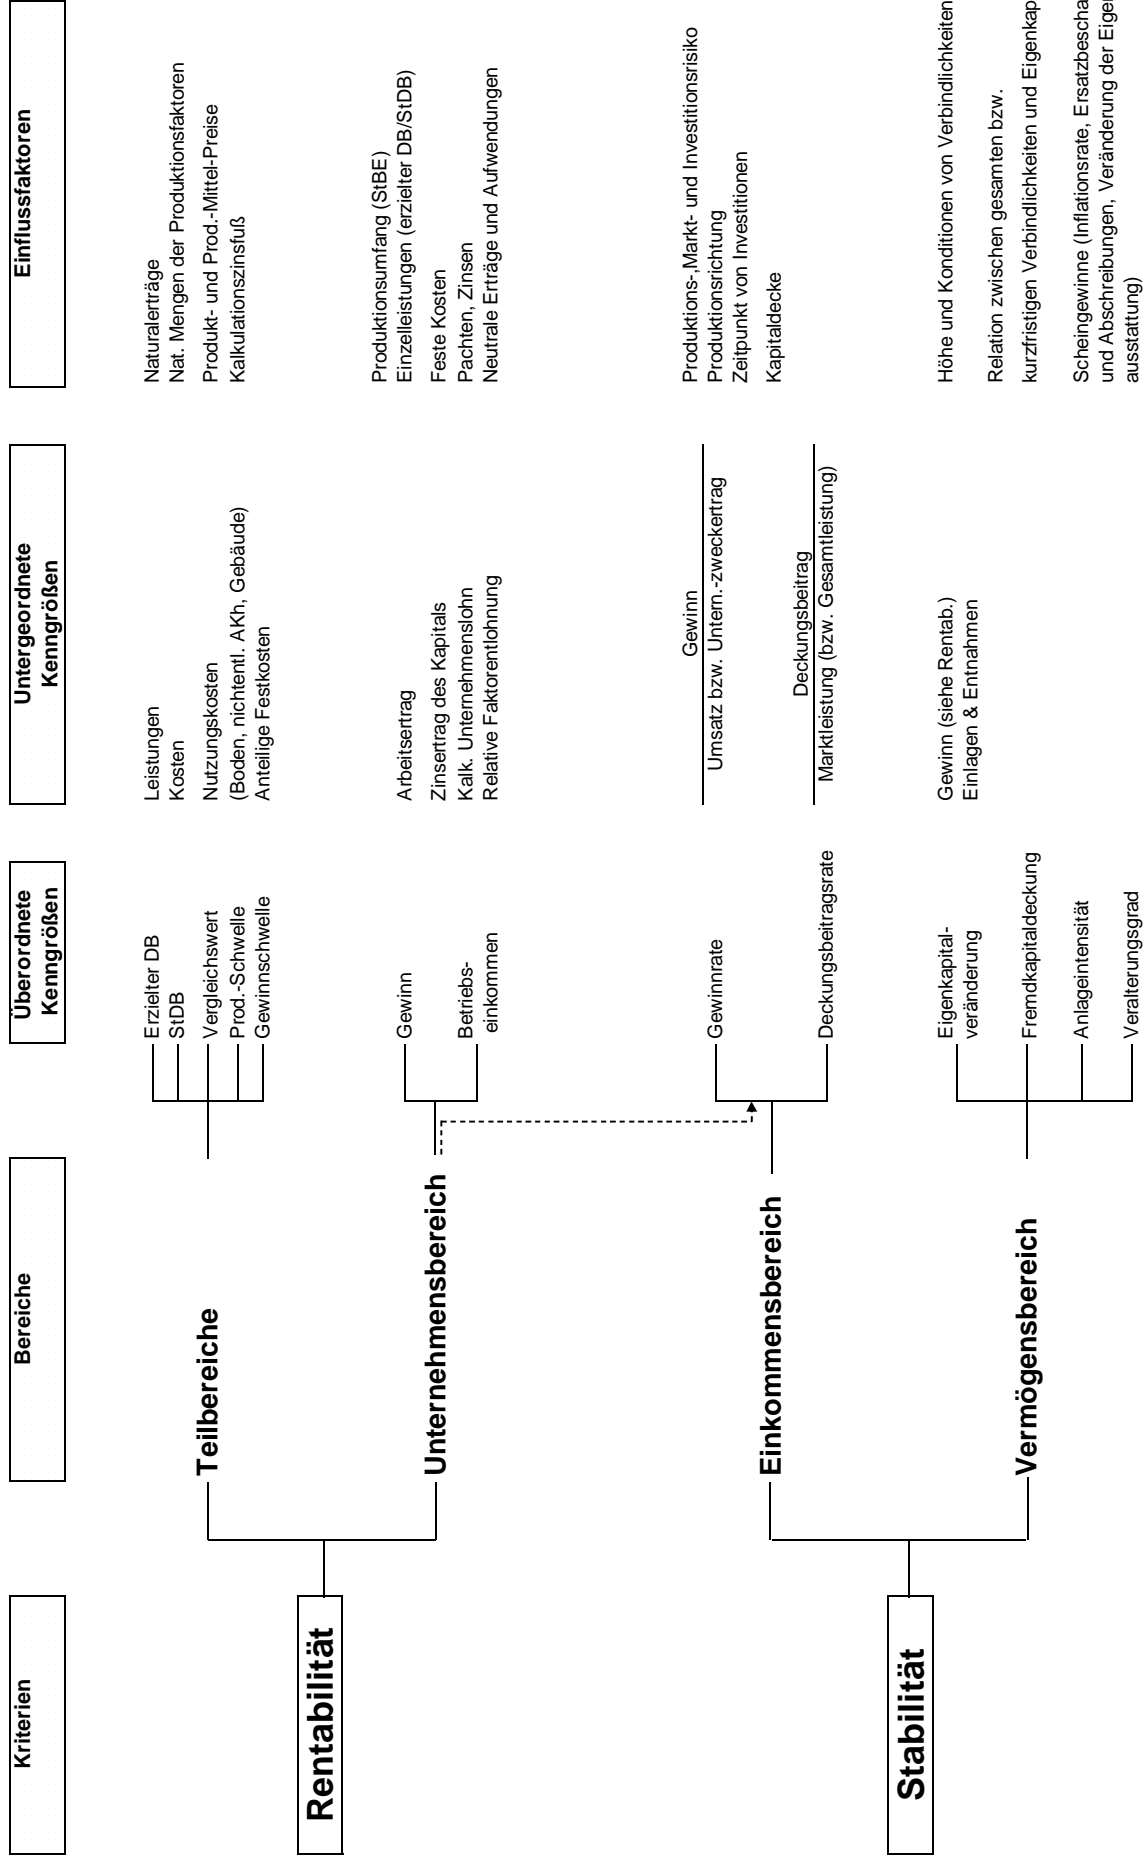 Kriterien
Bereiche
Überordnete
Kenngrößen
Untergeordnete
Kenngrößen
Einflussfaktoren
Rentabilität
Teilbereiche
Erzielter DB
StDB
Vergleichswert
Prod.-Schwelle
Gewinnschwelle
Leistungen
Kosten
Nutzungskosten
(Boden, nichtentl. AKh, Gebäude)
Anteilige Festkosten
Naturalerträge
Nat. Mengen der Produktionsfaktoren
Produkt- und Prod.-Mittel-Preise
Kalkulationszinsfuß
Unternehmensbereich
Gewinn
Betriebs-
einkommen
Arbeitsertrag
Zinsertrag des Kapitals
Kalk. Unternehmenslohn
Relative Faktorentlohnung
Produktionsumfang (StBE)
Einzelleistungen (erzielter DB/StDB)
Feste Kosten
Pachten, Zinsen
Neutrale Erträge und Aufwendungen
Stabilität
Einkommensbereich
Gewinnrate
Deckungsbeitragsrate
Gewinn
Umsatz bzw. Untern.-zweckertrag
Deckungsbeitrag
Marktleistung (bzw. Gesamtleistung)
Produktions-,Markt- und Investitionsrisiko
Produktionsrichtung
Zeitpunkt von Investitionen
Kapitaldecke
Vermögensbereich
Eigenkapital-
veränderung
Fremdkapitaldeckung
Anlageintensität
Veralterungsgrad
Gewinn (siehe Rentab.)
Einlagen & Entnahmen
Höhe und Konditionen von Verbindlichkeiten
Relation zwischen gesamten bzw.
kurzfristigen Verbindlichkeiten und Eigenkap
Scheingewinne (Inflationsrate, Ersatzbescha
und Abschreibungen, Veränderung der Eige
ausstattung)